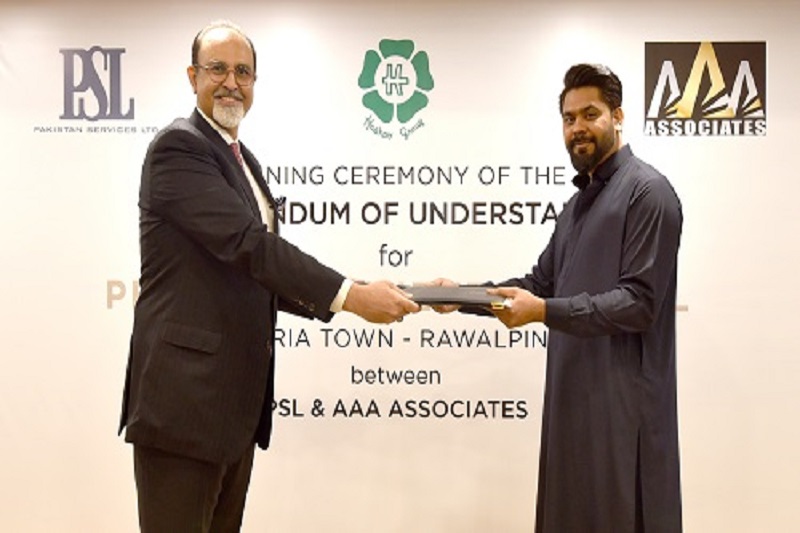 PSL
PAKISTAN SERVICES LTD
H
Hashoo Group
AAA
ASSOCIATES
NING CEREMONY OF THE
NDUM OF UNDERSTA
for
P L
RIA TOWN - RAWALPIN
between
PSL & AAA ASSOCIATES